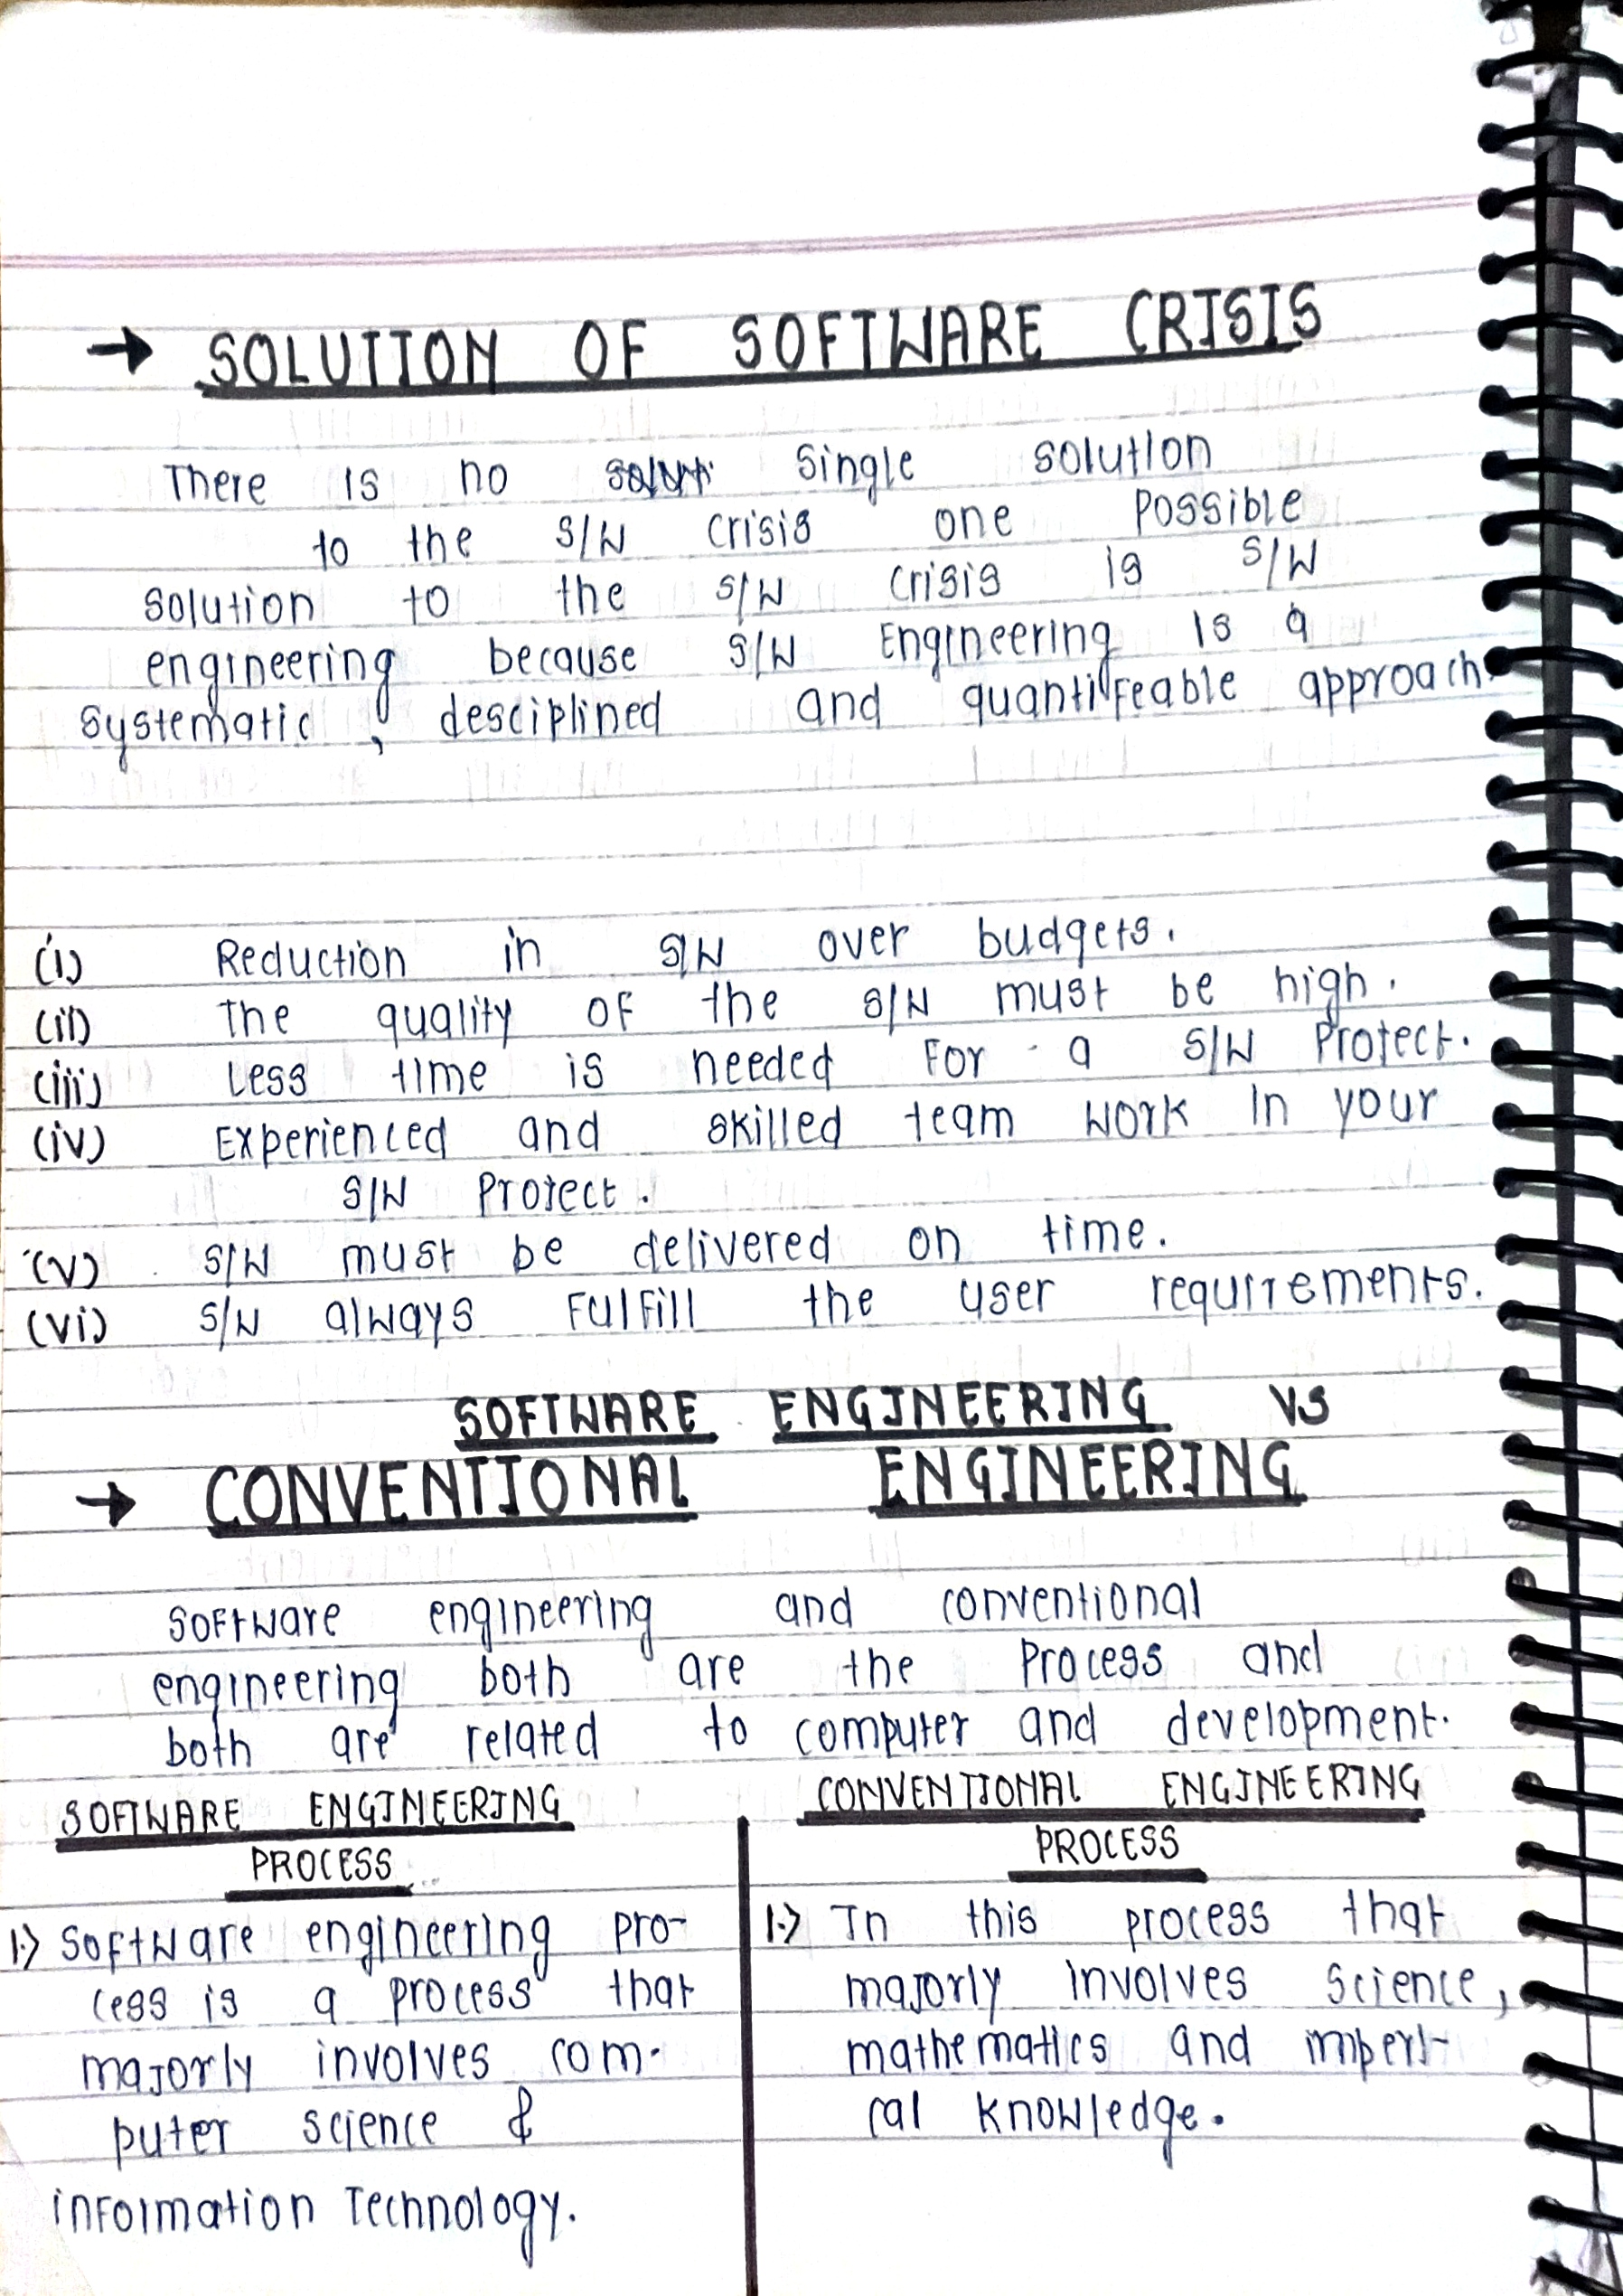 → SOLUTION OF SOFTWARE CRISIS
There is no single solution
to the S/W crisis one possible
solution to the S/W crisis is S/W
engineering because S/W Engineering is a
systematic, desciplined and quantifeable approach.
(i) Reduction in S/W over budgets.
(ii) The quality of the S/W must be high.
(iii) Less time is needed for a S/W Project.
(iv) Experienced and skilled team work in your
S/W Project.
(v) S/W must be delivered on time.
(vi) S/W always fulfill the user requirements.
SOFTWARE ENGINEERING VS
→ CONVENTIONAL ENGINEERING
Software engineering and conventional
engineering both are the Process and
both are related to computer and development.
SOFTWARE ENGINEERING
PROCESS
1.) Software engineering pro-
cess is a process that
majorly involves com-
puter science &
information Technology.
CONVENTIONAL ENGINEERING
PROCESS
1.) In this process that
majorly involves science,
mathematics and imperi-
cal knowledge.